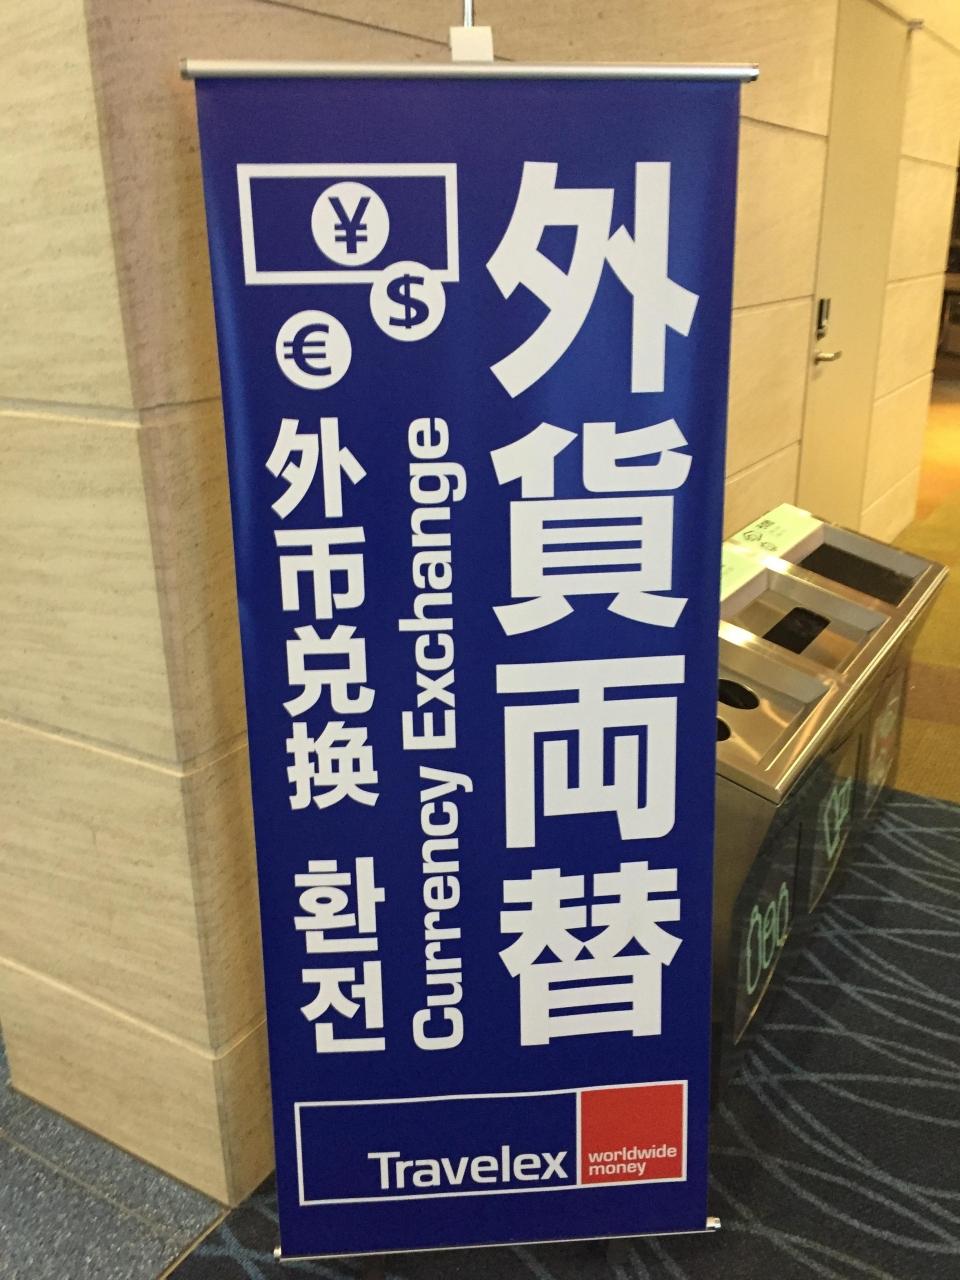 外貨両替
¥
$
€
Currency Exchange
外币兑换 환전
Travelex
worldwide
money